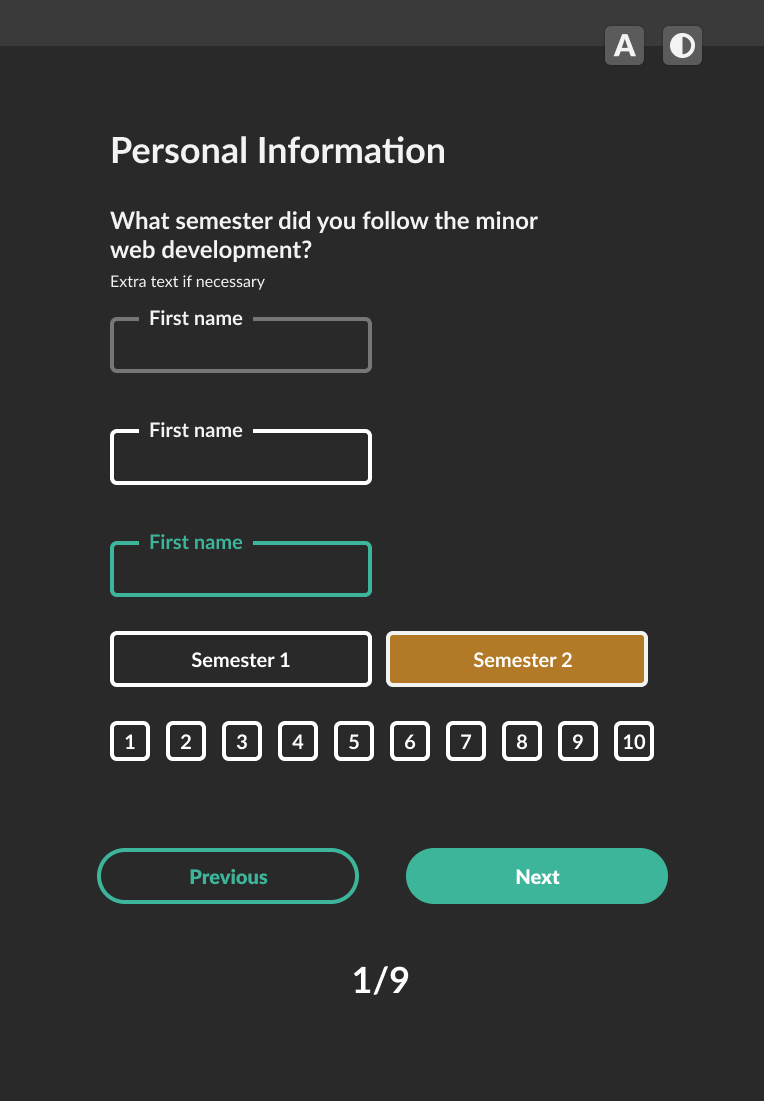 A
Personal Information
What semester did you follow the minor
web development?
Extra text if necessary
First name
First name
First name
Semester 1 Semester 2
1 2 3 4 5 6 7 8 9 10
Previous Next
1/9